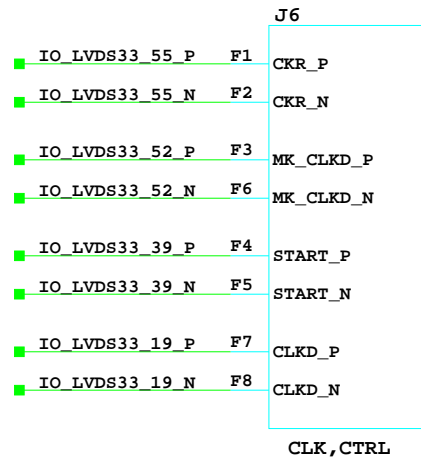 J6
IO_LVDS33_55_P F1 CKR_P
IO_LVDS33_55_N F2 CKR_N
IO_LVDS33_52_P F3 MK_CLKD_P
IO_LVDS33_52_N F6 MK_CLKD_N
IO_LVDS33_39_P F4 START_P
IO_LVDS33_39_N F5 START_N
IO_LVDS33_19_P F7 CLKD_P
IO_LVDS33_19_N F8 CLKD_N
CLK,CTRL